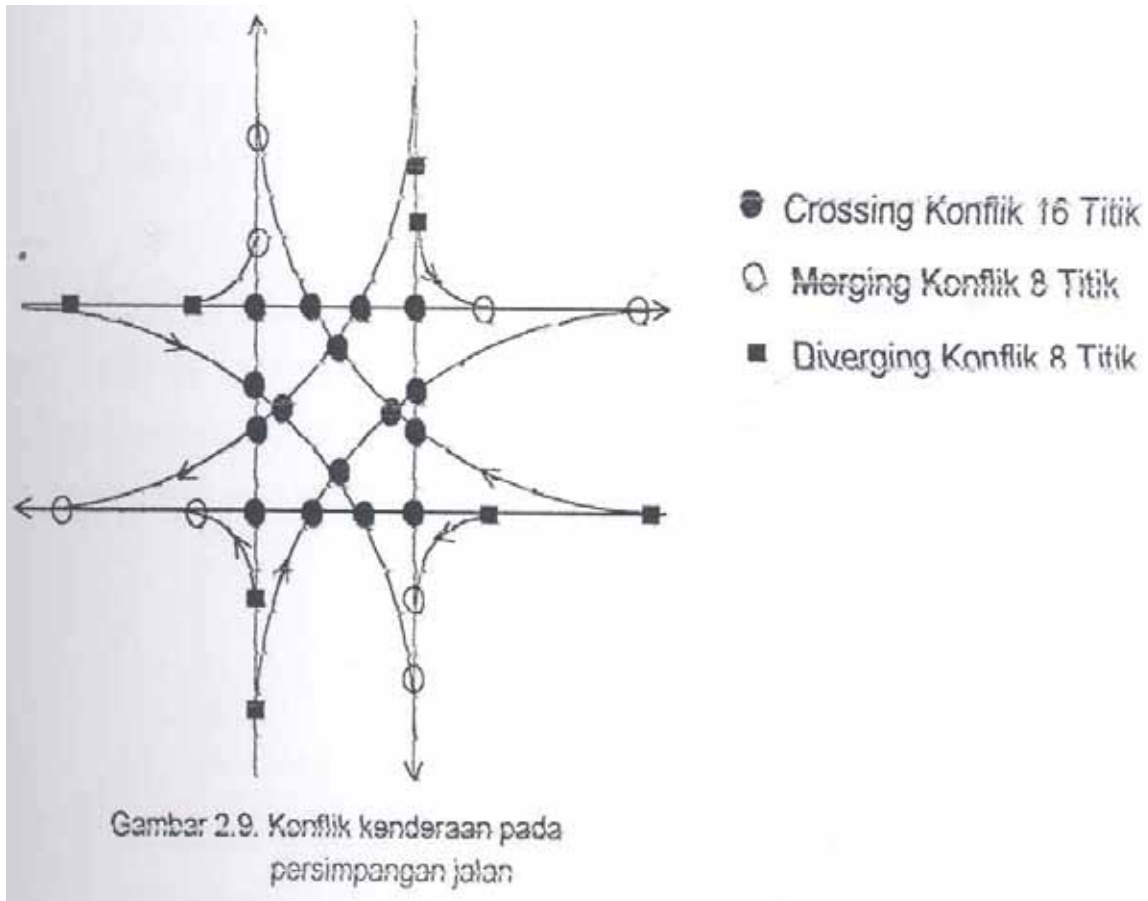 Crossing Konflik 16 Titik
Merging Konflik 8 Titik
Diverging Konflik 8 Titik
Gambar 2.9. Konflik kenderaan pada
persimpangan jalan